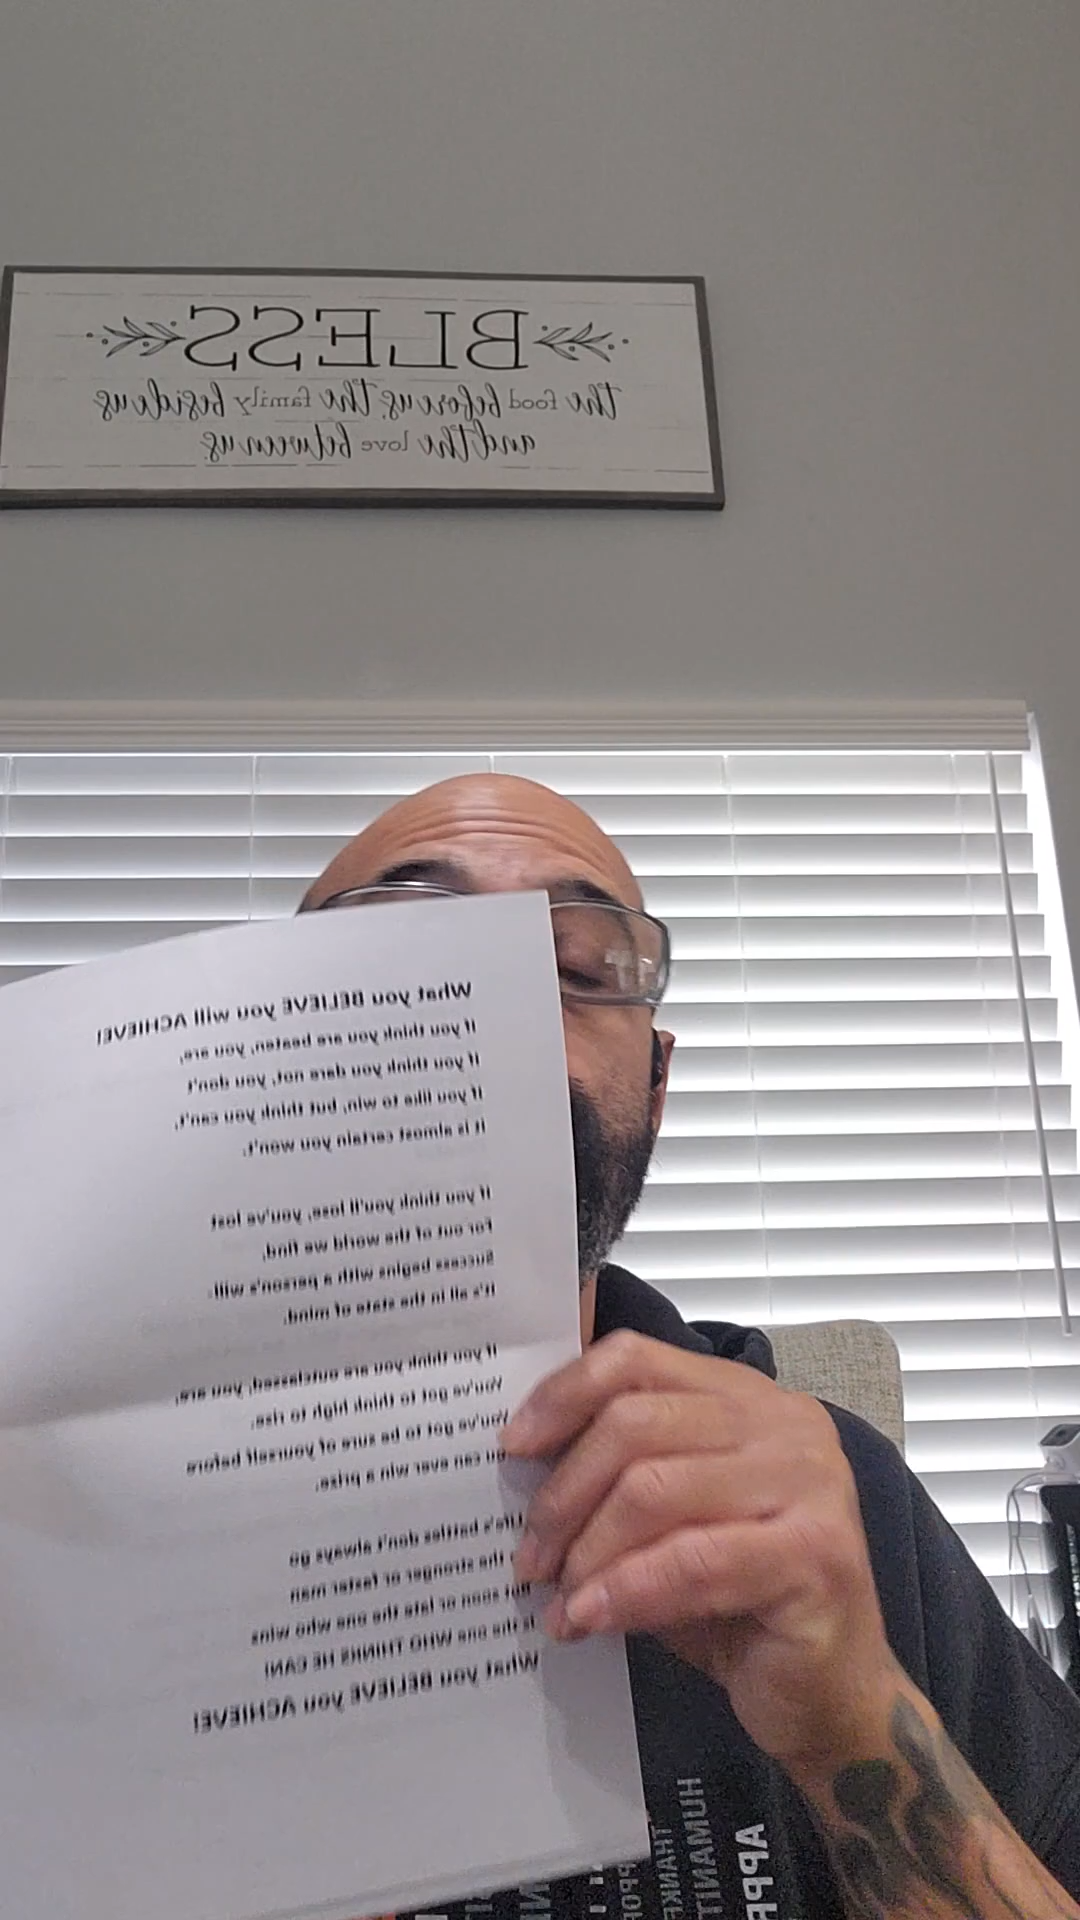 BLESS
the food before us, the family beside us
and the love between us
What you BELIEVE you will ACHIEVE!
If you think you are beaten, you are,
If you think you dare not, you don't
If you like to win, but think you can't,
It is almost certain you won't.
If you think you'll lose, you've lost
For out of the world we find,
Success begins with a person's will
It's all in the state of mind.
If you think you are outclassed, you are,
You've got to think high to rise,
You've got to be sure of yourself before
ou can ever win a prize.
Life's battles don't always go
the stronger or faster man
But soon or late the one who wins
Is the one WHO THINKS HE CAN!
What you BELIEVE you ACHIEVE!
HUMANIT
THANKF
APPR
PPOR